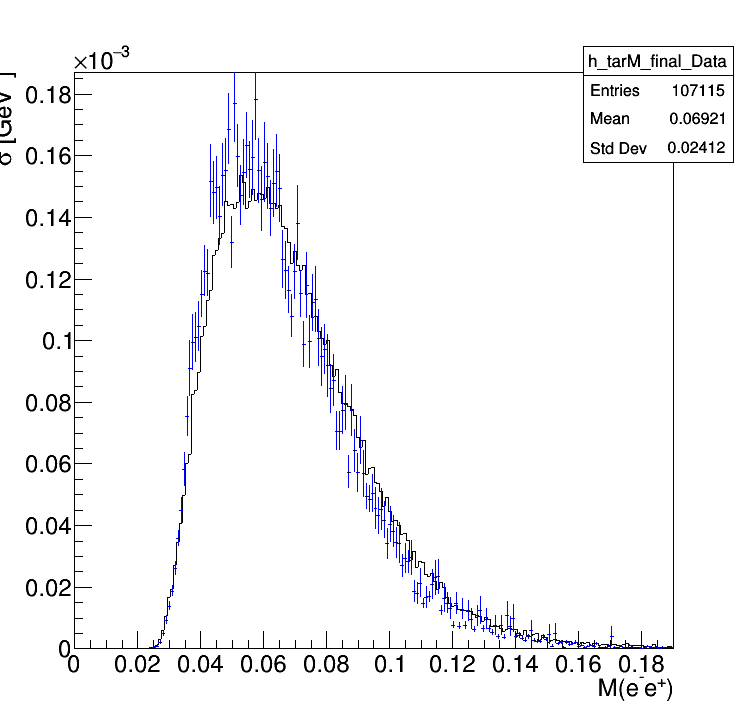 ×10⁻³
h_tarM_final_Data
Entries 107115
Mean 0.06921
Std Dev 0.02412
σ [GeV
0.18
0.16
0.14
0.12
0.1
0.08
0.06
0.04
0.02
0
0 0.02 0.04 0.06 0.08 0.1 0.12 0.14 0.16 0.18
M(e⁻e⁺)